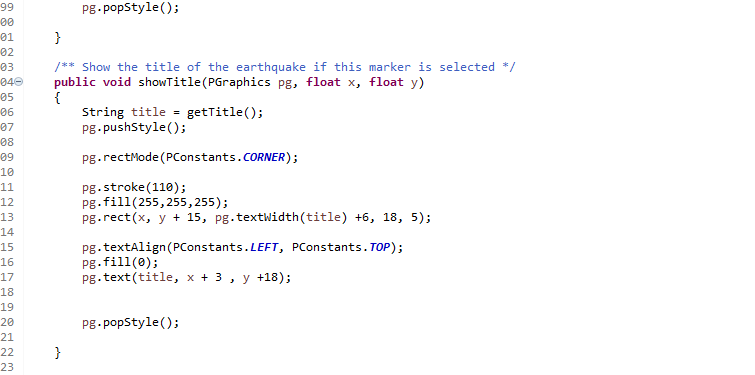 99        pg.popStyle();
00
01    }
02
03    /** Show the title of the earthquake if this marker is selected */
04    public void showTitle(PGraphics pg, float x, float y)
05    {
06        String title = getTitle();
07        pg.pushStyle();
08
09        pg.rectMode(PConstants.CORNER);
10
11        pg.stroke(110);
12        pg.fill(255,255,255);
13        pg.rect(x, y + 15, pg.textWidth(title) +6, 18, 5);
14
15        pg.textAlign(PConstants.LEFT, PConstants.TOP);
16        pg.fill(0);
17        pg.text(title, x + 3 , y +18);
18
19
20        pg.popStyle();
21
22    }
23